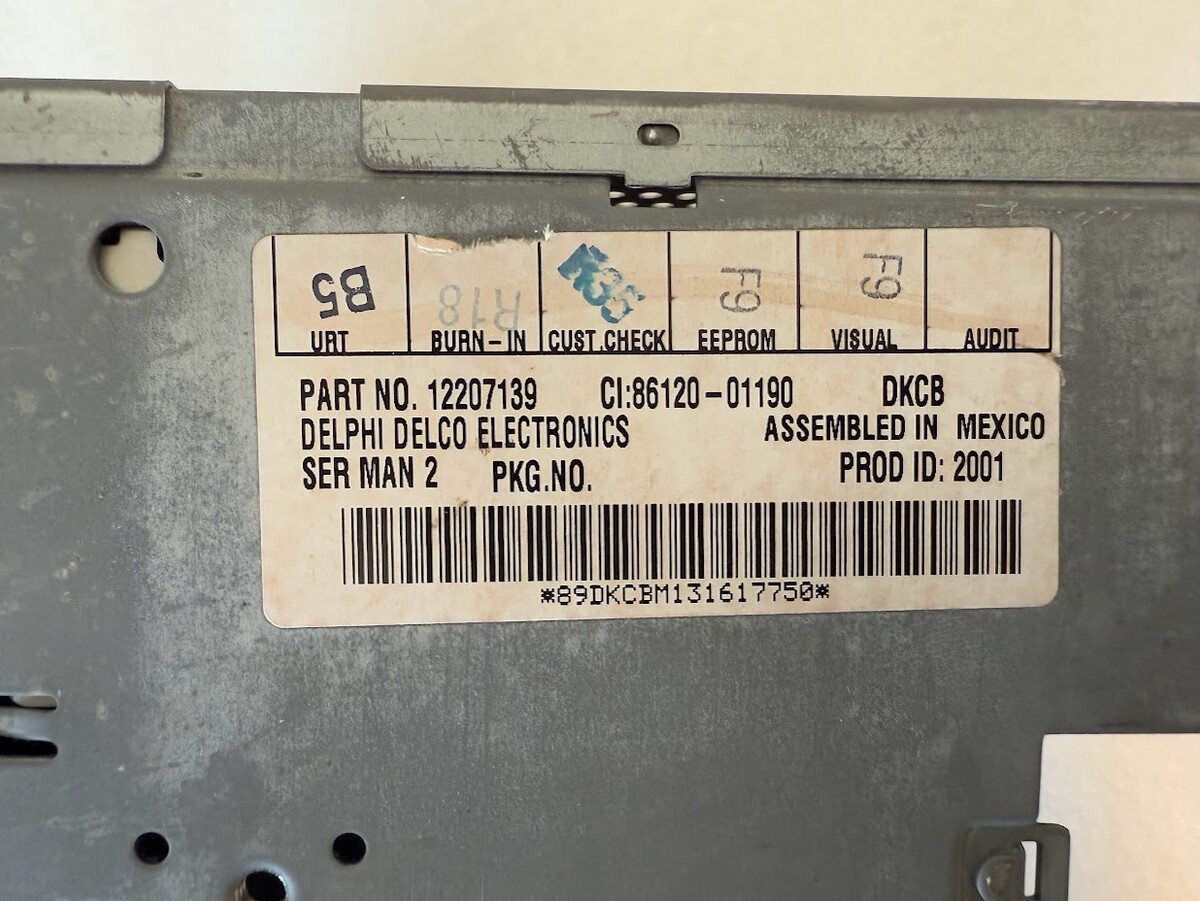 B5 R18 K35 F9 F9
URT BURN-IN CUST.CHECK EEPROM VISUAL AUDIT
PART NO. 12207139 CI:86120-01190 DKCB
DELPHI DELCO ELECTRONICS ASSEMBLED IN MEXICO
SER MAN 2 PKG.NO. PROD ID: 2001
*89DKCBM131617750*